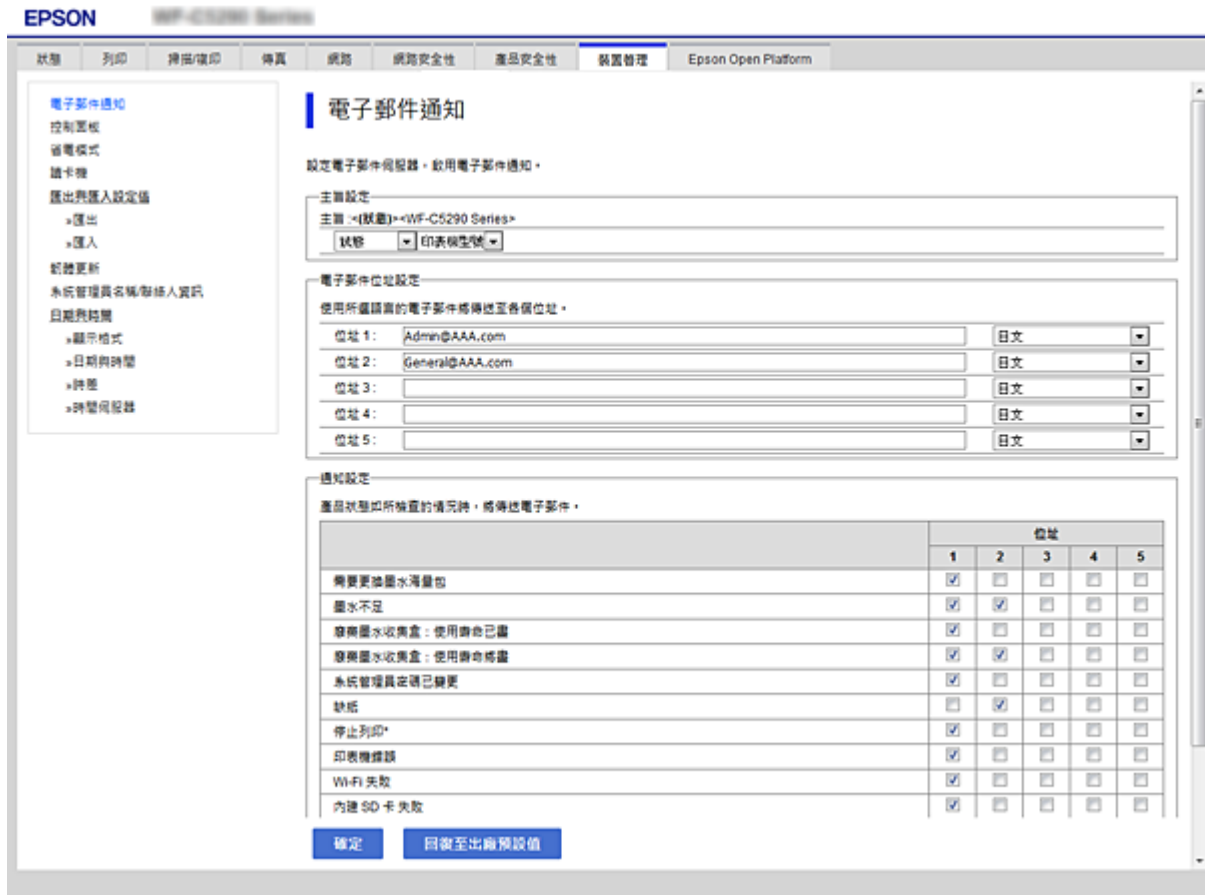 EPSON
WF-C5290 Series
狀態 列印 掃描/複印 傳真 網路 網路安全性 產品安全性 裝置管理 Epson Open Platform
電子郵件通知
控制面板
省電模式
讀卡機
匯出與匯入設定值
»匯出
»匯入
韌體更新
系統管理員名稱/聯絡人資訊
日期與時間
»顯示格式
»日期與時間
»時差
»時間伺服器
電子郵件通知
設定電子郵件伺服器，啟用電子郵件通知。
主旨設定
主旨 :<(狀態)><WF-C5290 Series>
狀態 印表機型號
電子郵件位址設定
使用所選語言的電子郵件將傳送至各個位址。
位址 1 : Admin@AAA.com 日文
位址 2 : General@AAA.com 日文
位址 3 : 日文
位址 4 : 日文
位址 5 : 日文
通知設定
產品狀態如所檢查的情況時，將傳送電子郵件。
位址
1 2 3 4 5
需要更換墨水滿量包
墨水不足
廢棄墨水收集盒：使用壽命已盡
廢棄墨水收集盒：使用壽命將盡
系統管理員密碼已變更
缺紙
停止列印*
印表機錯誤
Wi-Fi 失敗
內建 SD 卡失敗
確定 回復至出廠預設值